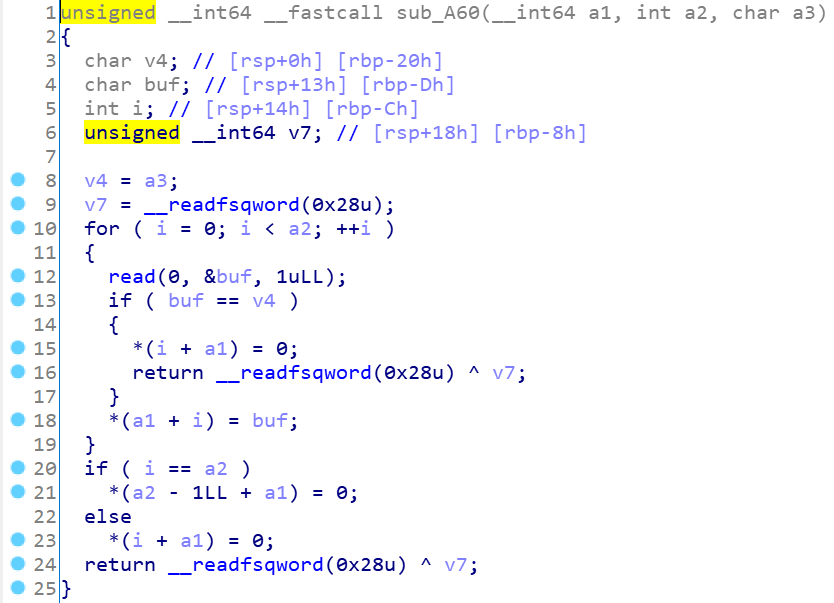 1 unsigned __int64 __fastcall sub_A60(__int64 a1, int a2, char a3)
2 {
3 char v4; // [rsp+0h] [rbp-20h]
4 char buf; // [rsp+13h] [rbp-Dh]
5 int i; // [rsp+14h] [rbp-Ch]
6 unsigned __int64 v7; // [rsp+18h] [rbp-8h]
7
8 v4 = a3;
9 v7 = __readfsqword(0x28u);
10 for ( i = 0; i < a2; ++i )
11 {
12 read(0, &buf, 1uLL);
13 if ( buf == v4 )
14 {
15 *(i + a1) = 0;
16 return __readfsqword(0x28u) ^ v7;
17 }
18 *(a1 + i) = buf;
19 }
20 if ( i == a2 )
21 *(a2 - 1LL + a1) = 0;
22 else
23 *(i + a1) = 0;
24 return __readfsqword(0x28u) ^ v7;
25 }